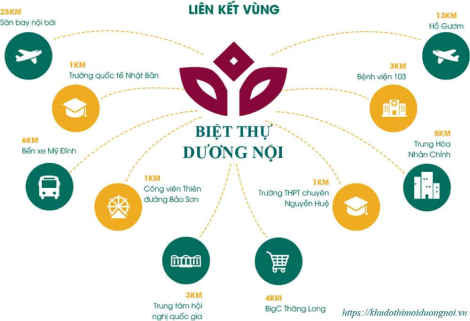 LIÊN KẾT VÙNG
25KM
Sân bay nội bài
13KM
Hồ Gươm
1KM
Trường quốc tế Nhật Bản
3KM
Bệnh viện 103
BIỆT THỰ
DƯƠNG NỘI
6KM
Bến xe Mỹ Đình
5KM
Trung Hòa
Nhân Chính
1KM
Công viên Thiên
đường Bảo Sơn
1KM
Trường THPT chuyên
Nguyễn Huệ
3KM
Trung tâm hội
nghị quốc gia
4KM
BigC Thăng Long
https://khudothimoiduongnoi.vn